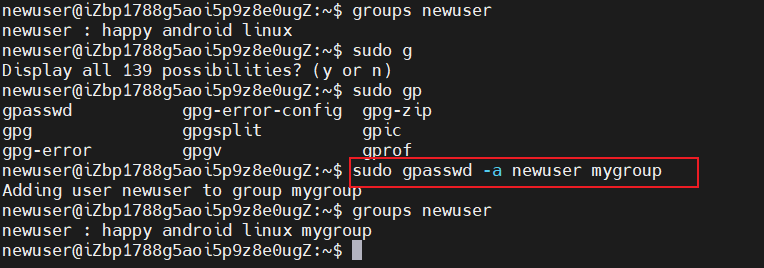 newuser@iZbp1788g5aoi5p9z8e0ugZ:~$ groups newuser
newuser : happy android linux
newuser@iZbp1788g5aoi5p9z8e0ugZ:~$ sudo g
Display all 139 possibilities? (y or n)
newuser@iZbp1788g5aoi5p9z8e0ugZ:~$ sudo gp
gpasswd gpg-error-config gpg-zip
gpg gpgsplit gpic
gpg-error gpgv gprof
newuser@iZbp1788g5aoi5p9z8e0ugZ:~$ sudo gpasswd -a newuser mygroup
Adding user newuser to group mygroup
newuser@iZbp1788g5aoi5p9z8e0ugZ:~$ groups newuser
newuser : happy android linux mygroup
newuser@iZbp1788g5aoi5p9z8e0ugZ:~$